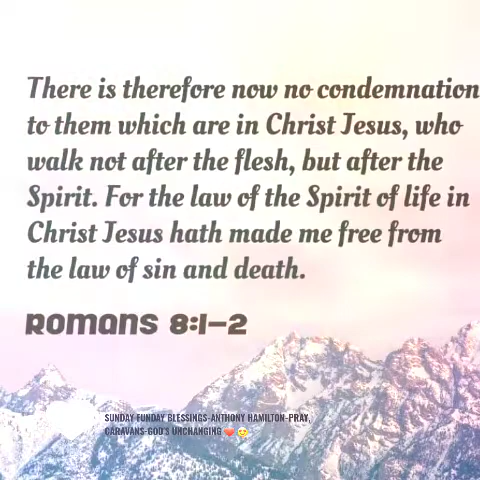 There is therefore now no condemnation
to them which are in Christ Jesus, who
walk not after the flesh, but after the
Spirit. For the law of the Spirit of life in
Christ Jesus hath made me free from
the law of sin and death.
Romans 8:1–2
SUNDAY FUNDAY BLESSINGS-ANTHONY HAMILTON-PRAY,
CARAVANS-GOD'S UNCHANGING ❤️ 😊